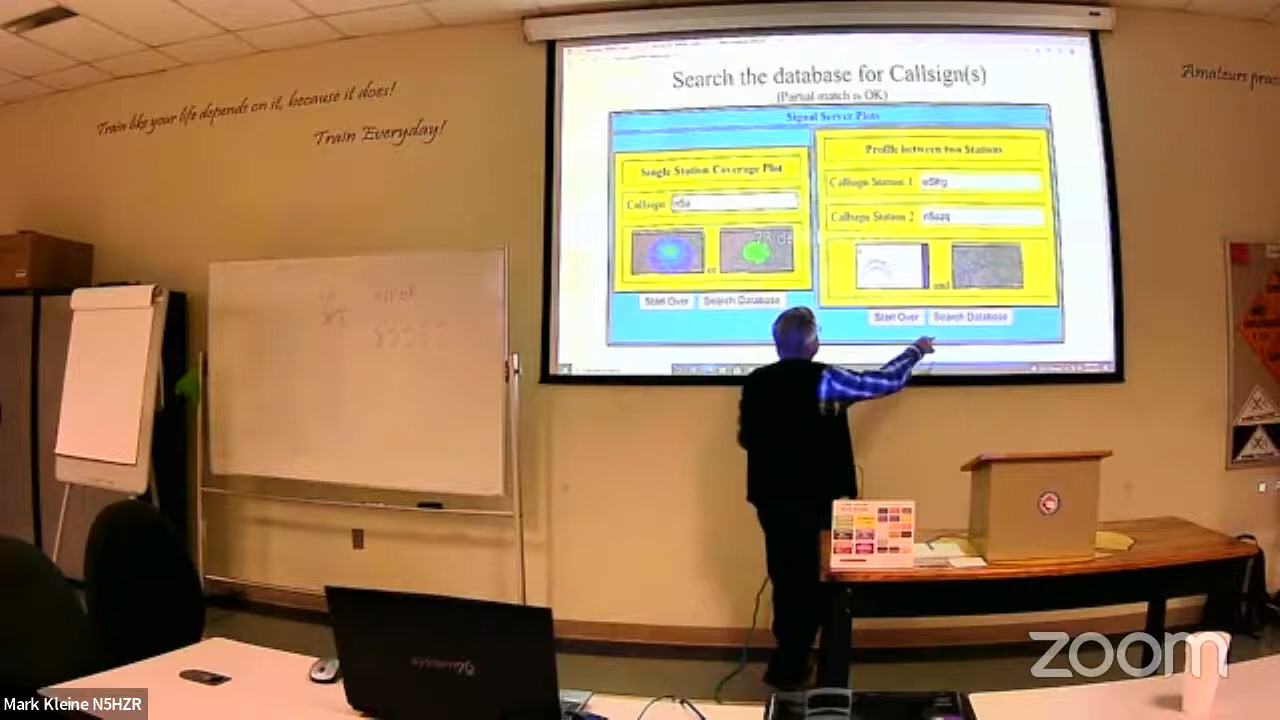 Train like your life depends on it, because it does!
Train Everyday!
Amateurs prac
Search the database for Callsign(s)
(Partial match is OK)
Signal Server Plots
Single Station Coverage Plot
Callsign
or
Start Over Search Database
Profile between two Stations
Callsign Station 1
Callsign Station 2
and
Start Over Search Database
zoom
Mark Kleine N5HZR